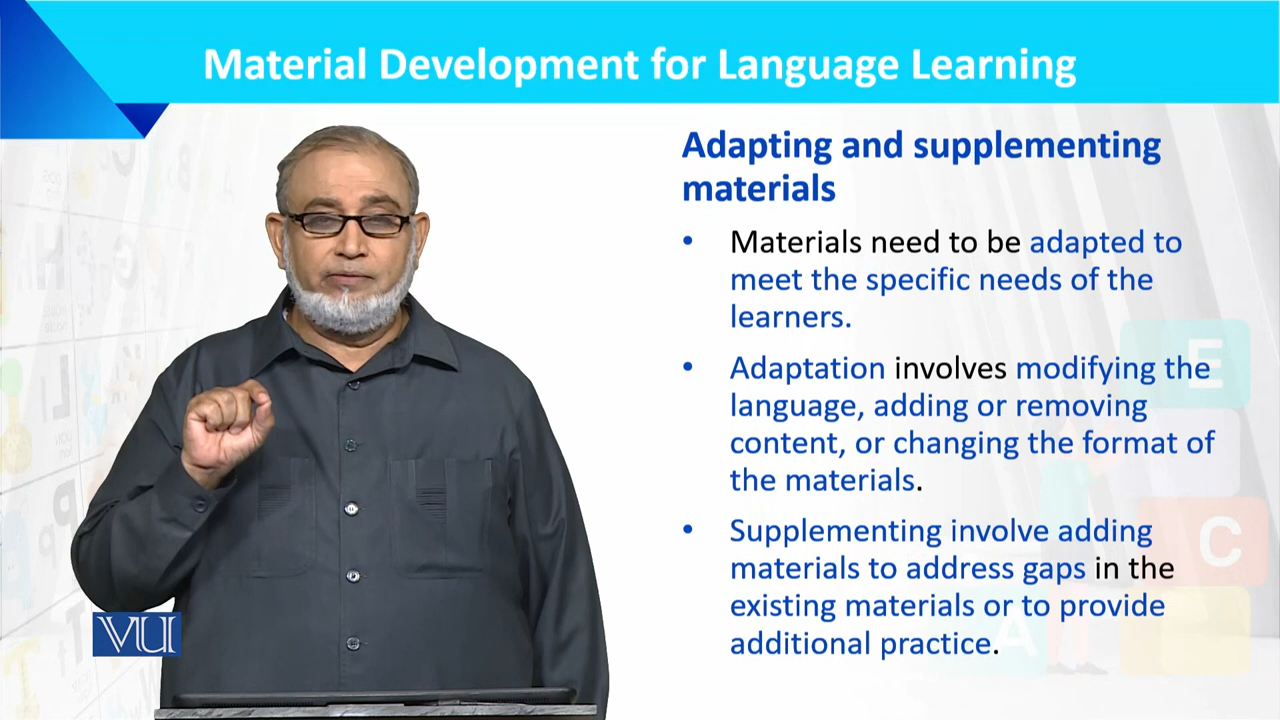 Material Development for Language Learning
Adapting and supplementing
materials
• Materials need to be adapted to
meet the specific needs of the
learners.
• Adaptation involves modifying the
language, adding or removing
content, or changing the format of
the materials.
• Supplementing involve adding
materials to address gaps in the
existing materials or to provide
additional practice.
VU
E
C
A